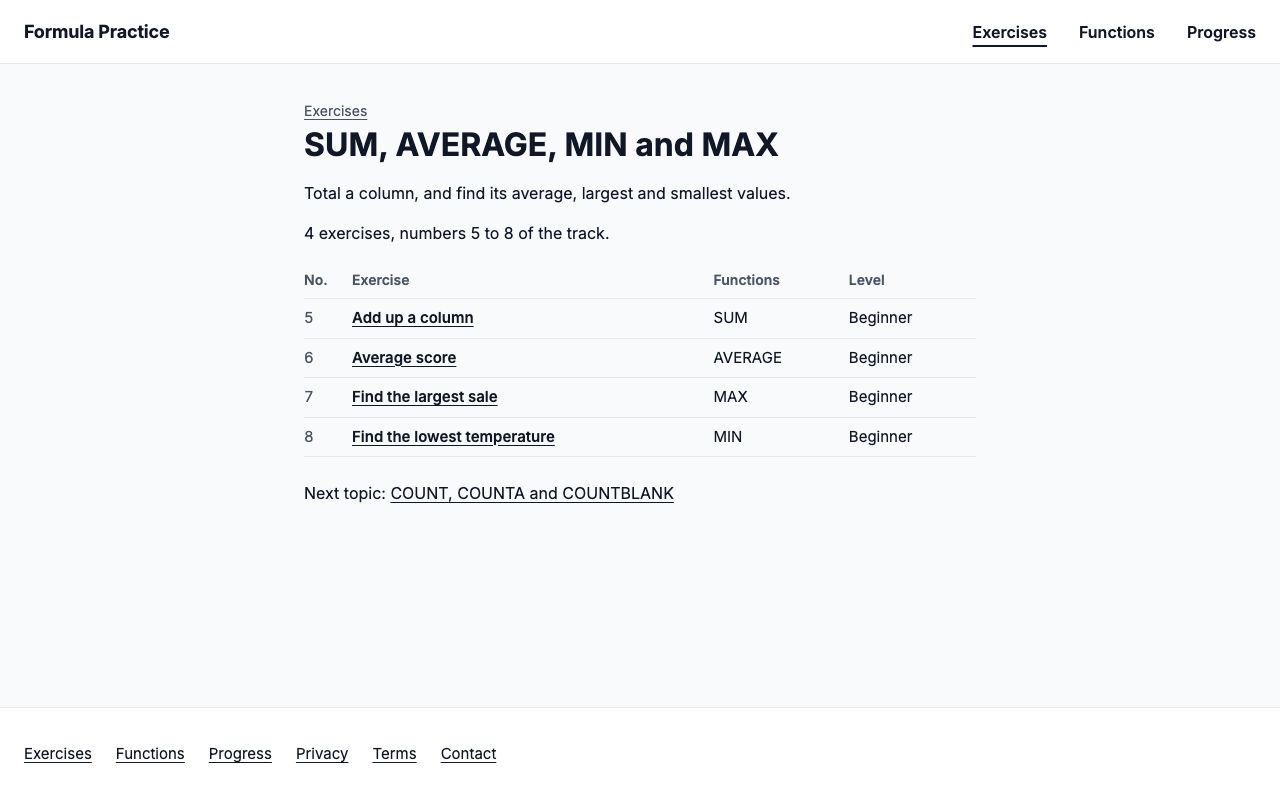 Formula Practice
Exercises Functions Progress
Exercises
SUM, AVERAGE, MIN and MAX
Total a column, and find its average, largest and smallest values.
4 exercises, numbers 5 to 8 of the track.
No. Exercise Functions Level
5 Add up a column SUM Beginner
6 Average score AVERAGE Beginner
7 Find the largest sale MAX Beginner
8 Find the lowest temperature MIN Beginner
Next topic: COUNT, COUNTA and COUNTBLANK
Exercises Functions Progress Privacy Terms Contact